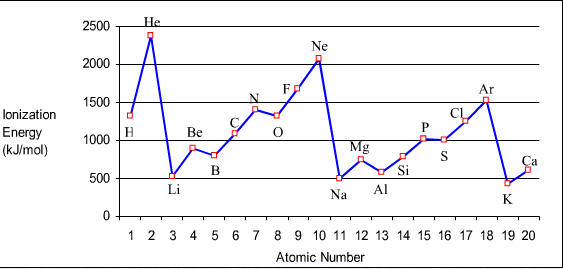 He
2500
Ne
2000
F
Ar
N
1500
Cl
C
P
Ionization
Energy
(kJ/mol)
H
Be
O
Mg
S
Ca
1000
B
Si
Li
Na
Al
K
500
0
1 2 3 4 5 6 7 8 9 10 11 12 13 14 15 16 17 18 19 20
Atomic Number